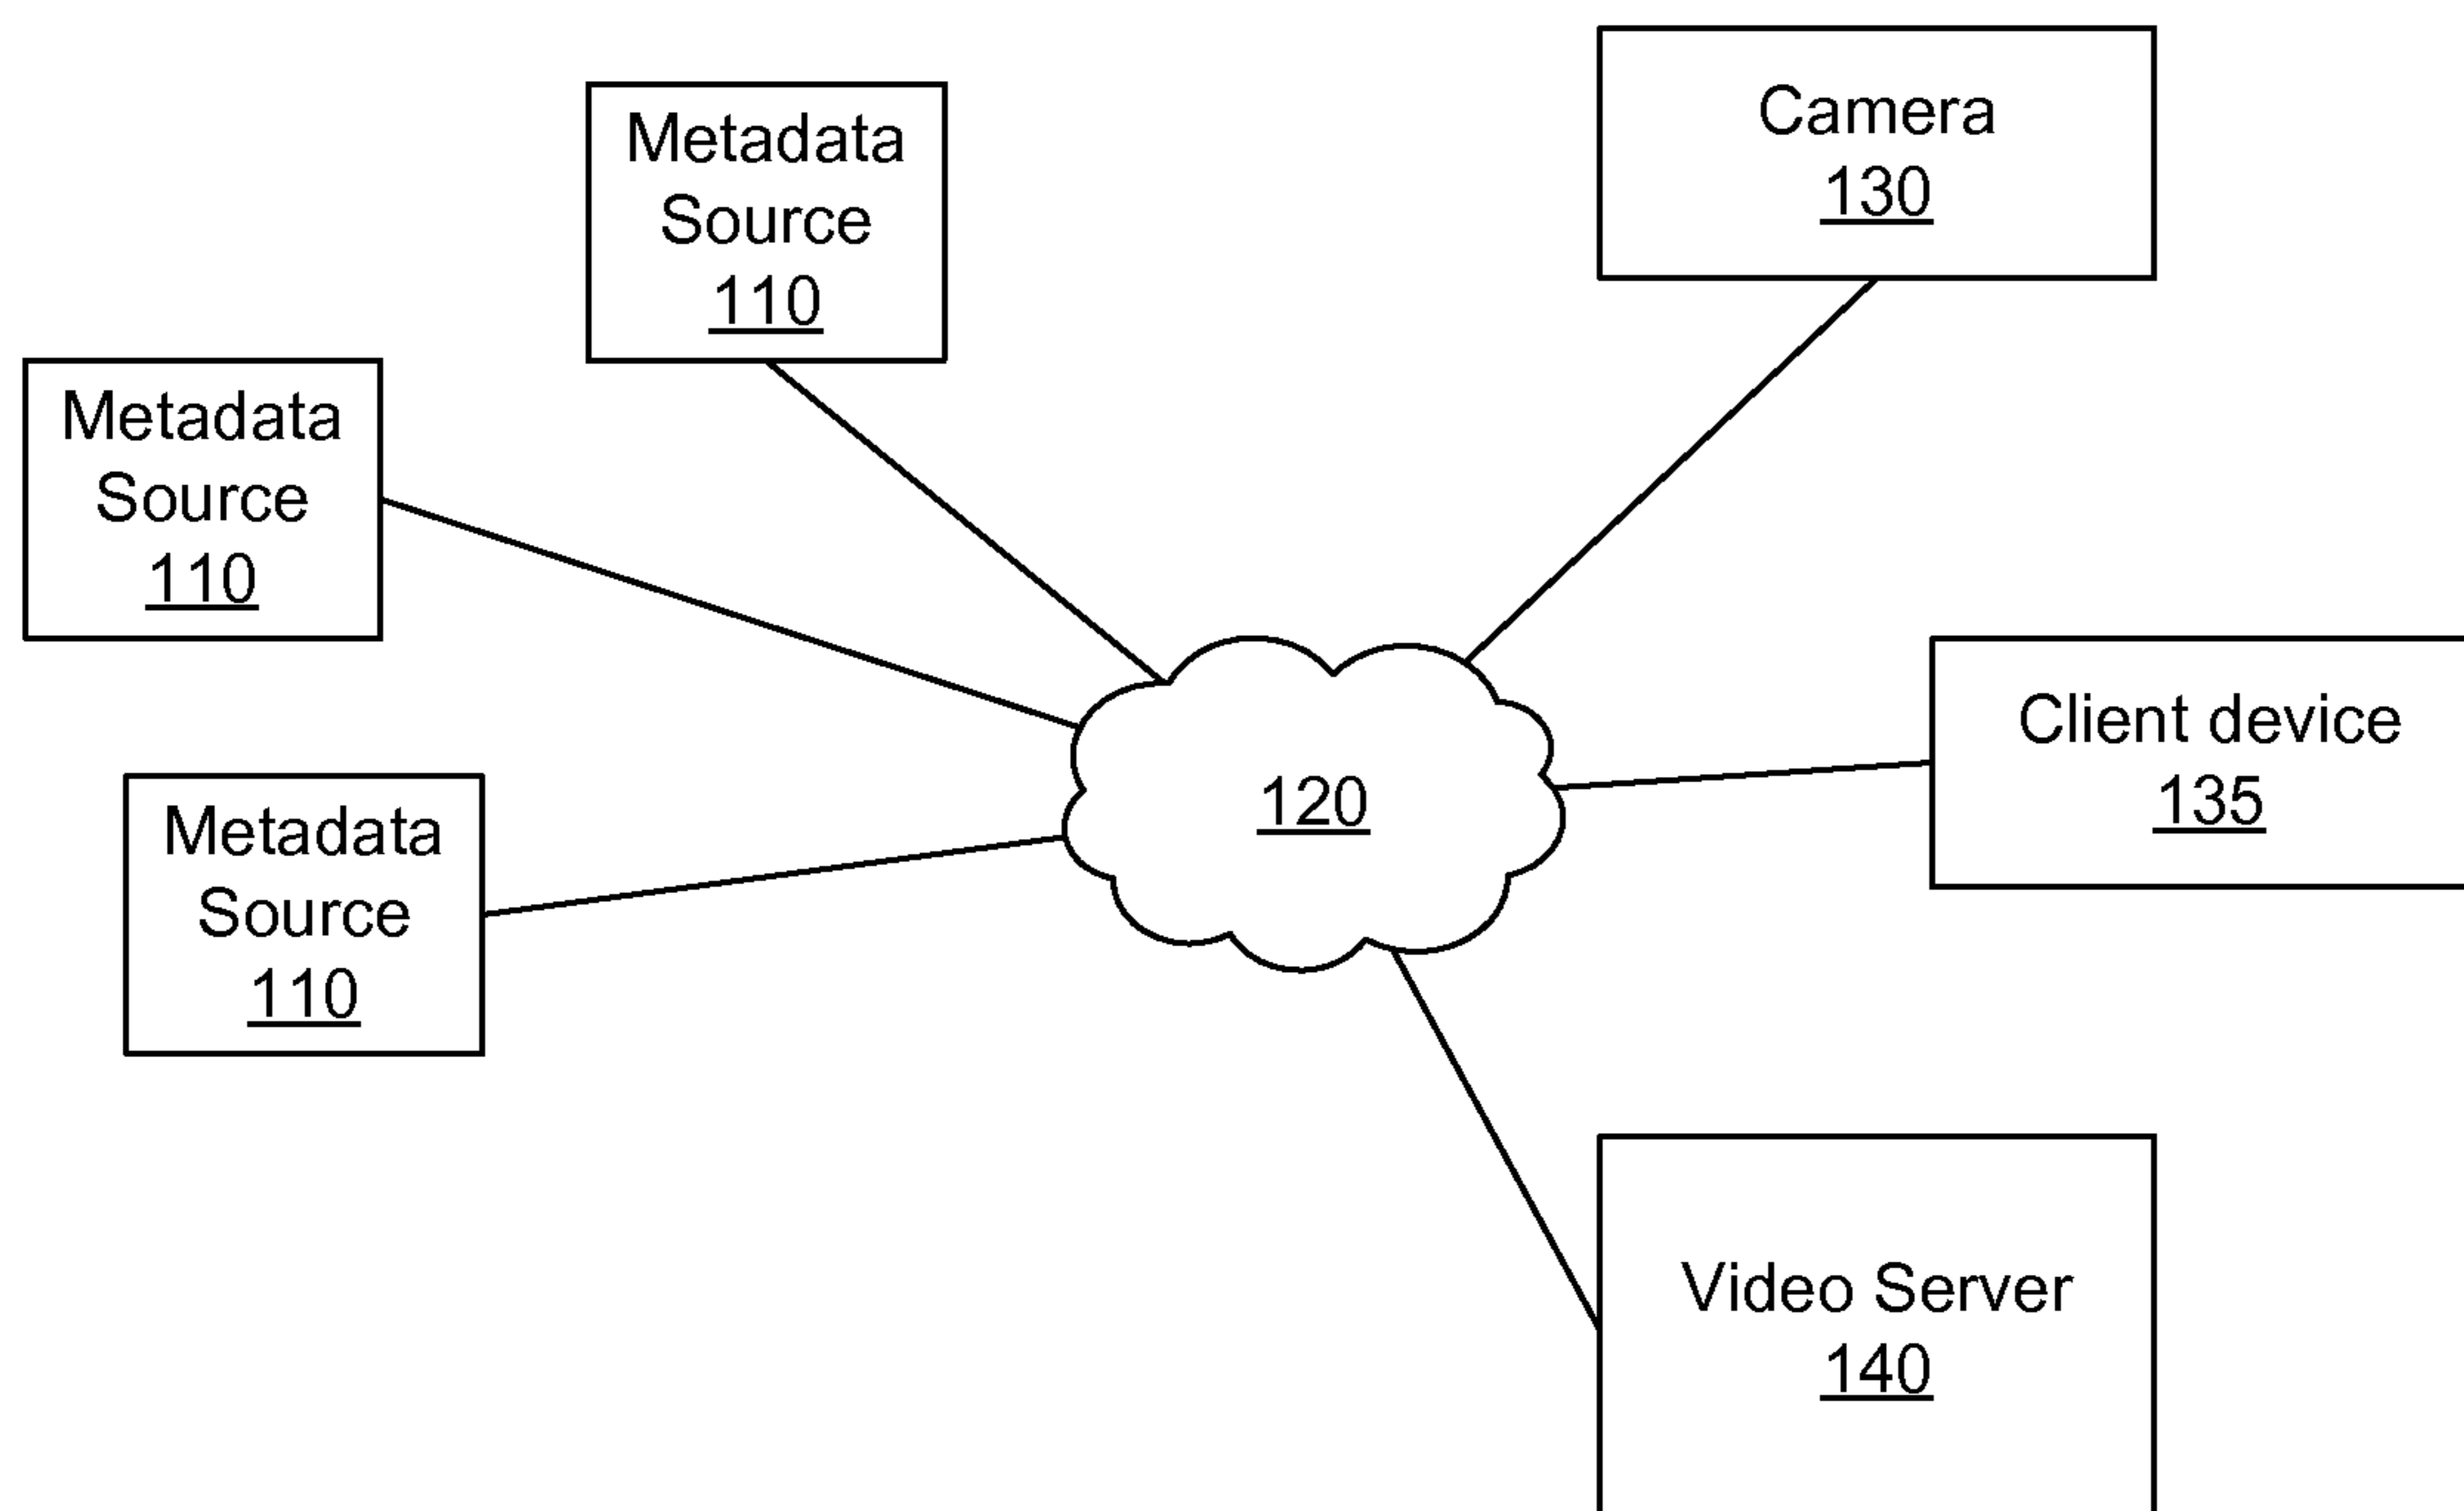 Camera
130
Metadata
Source
110
Metadata
Source
110
Client device
135
120
Metadata
Source
110
Video Server
140